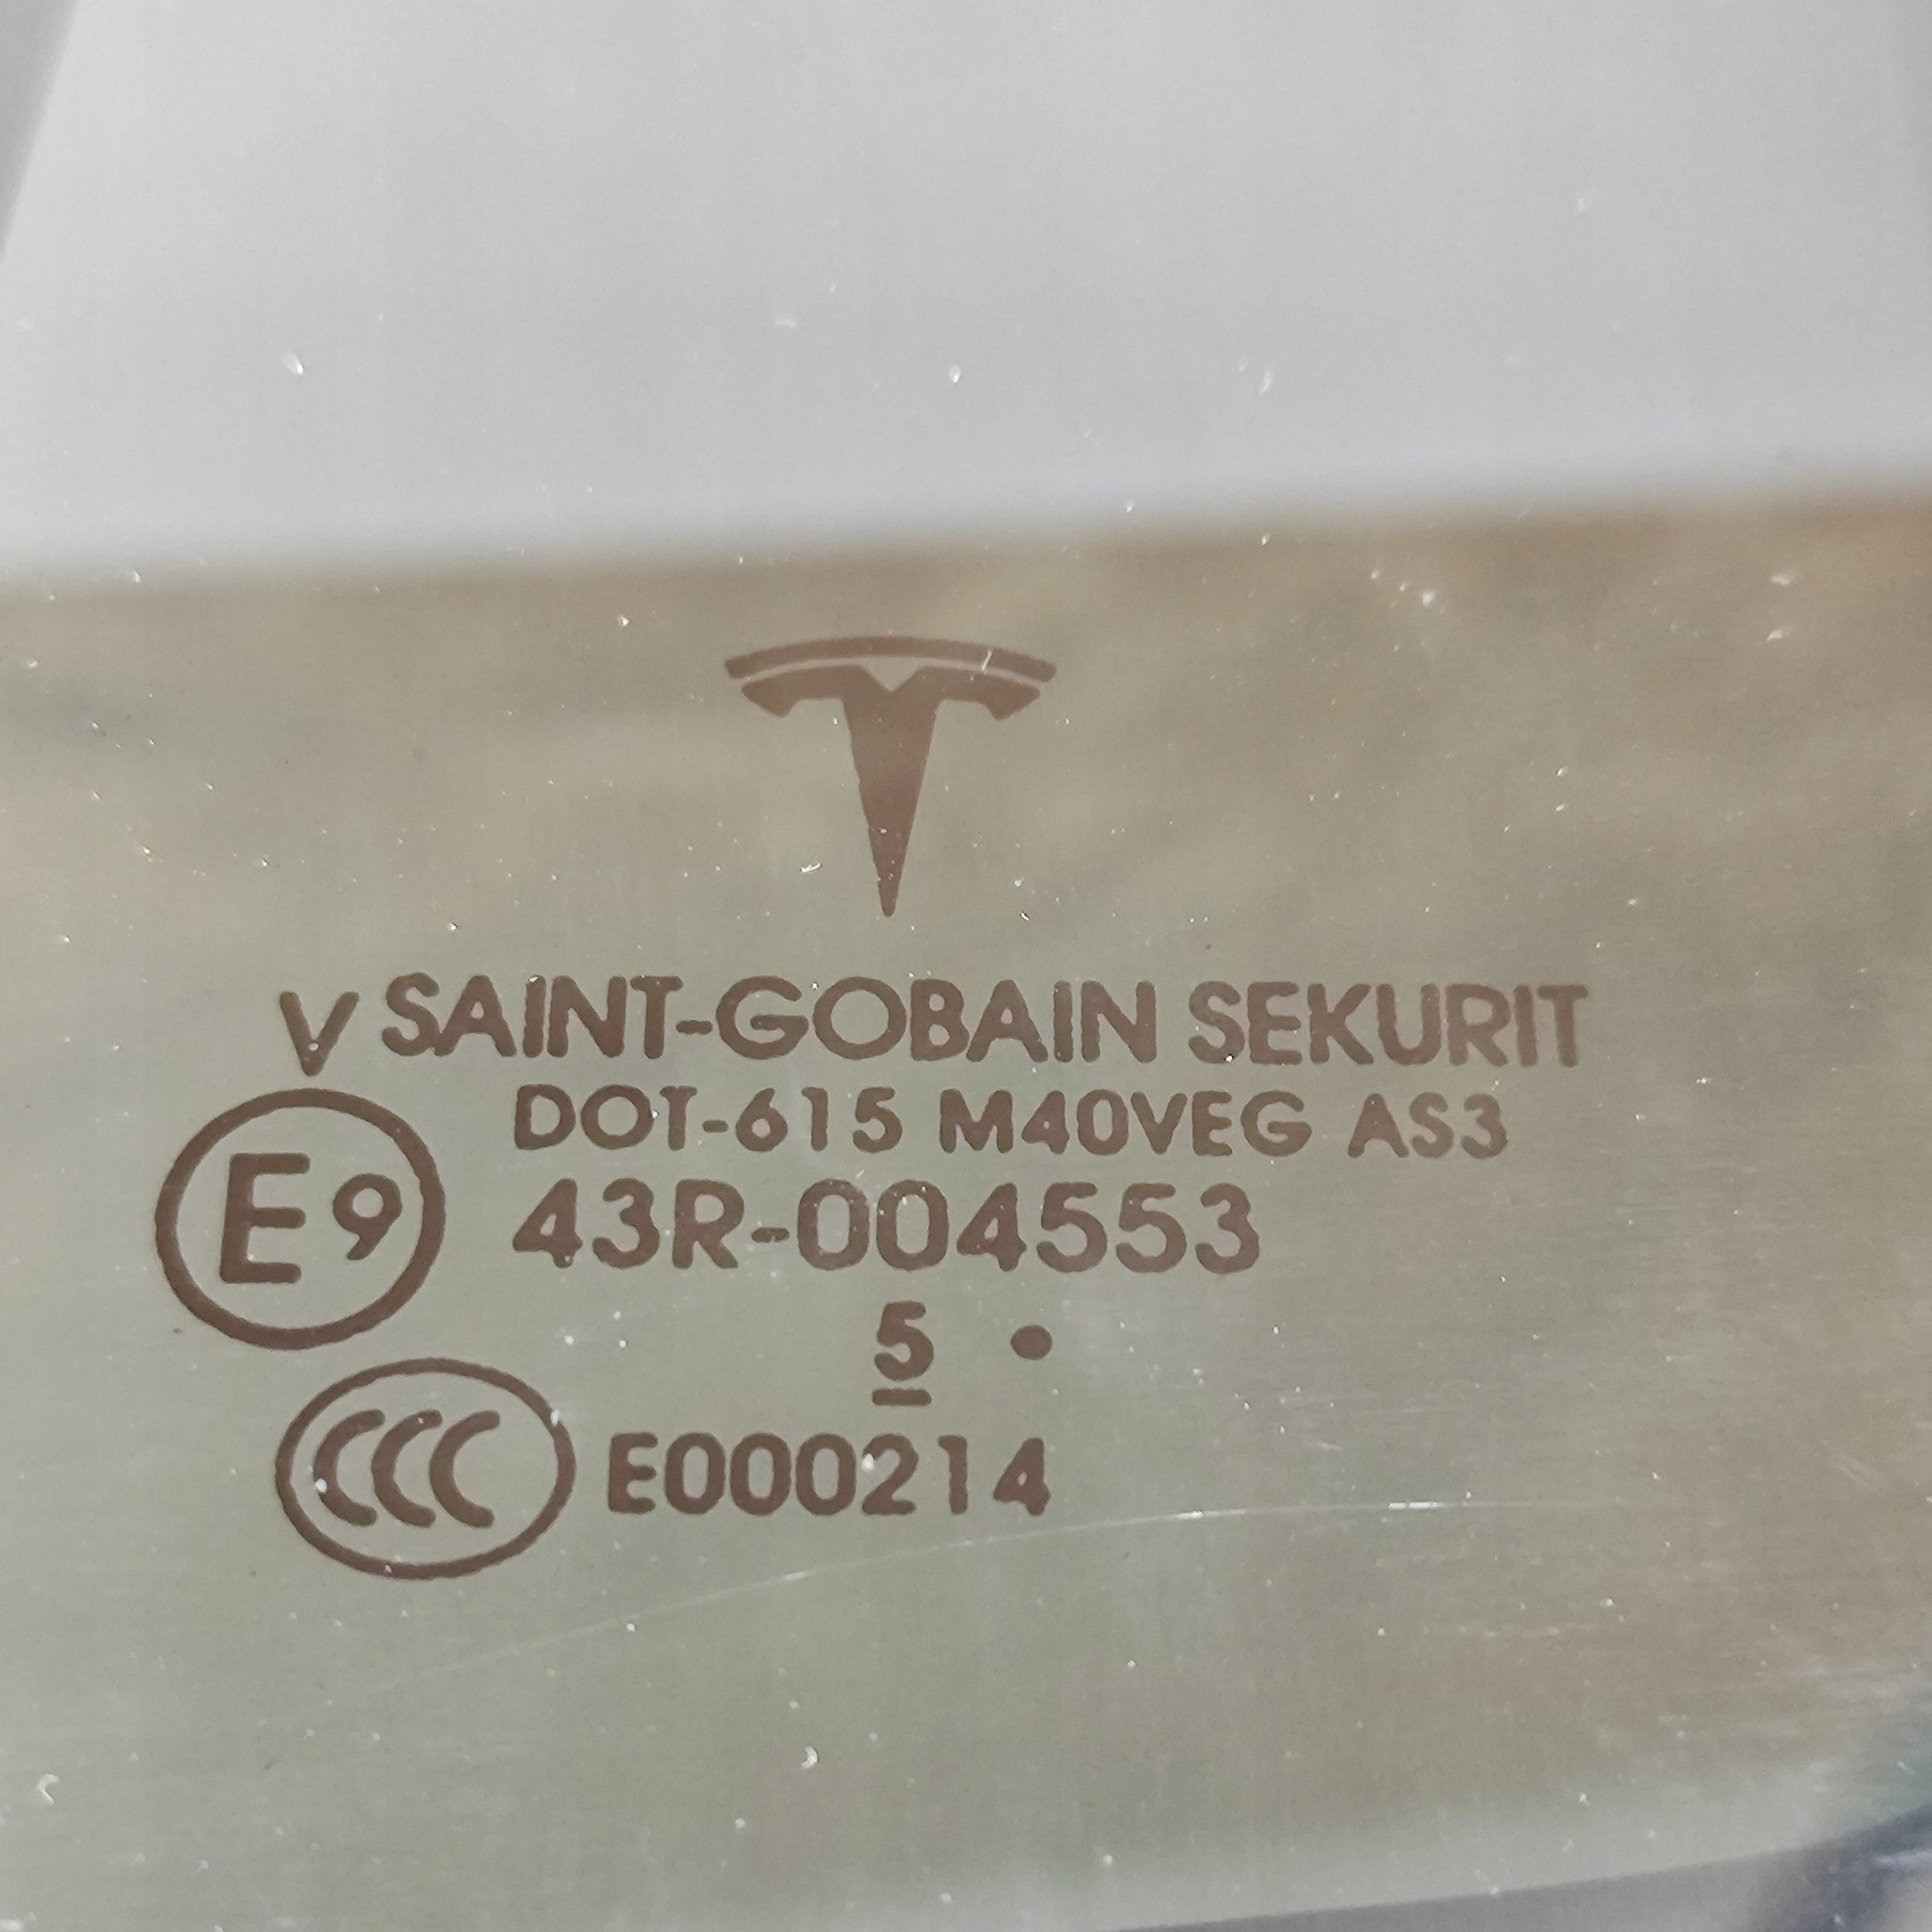 V SAINT-GOBAIN SEKURIT
DOT-615 M40VEG AS3
E9 43R-004553
5 •
CCC E000214